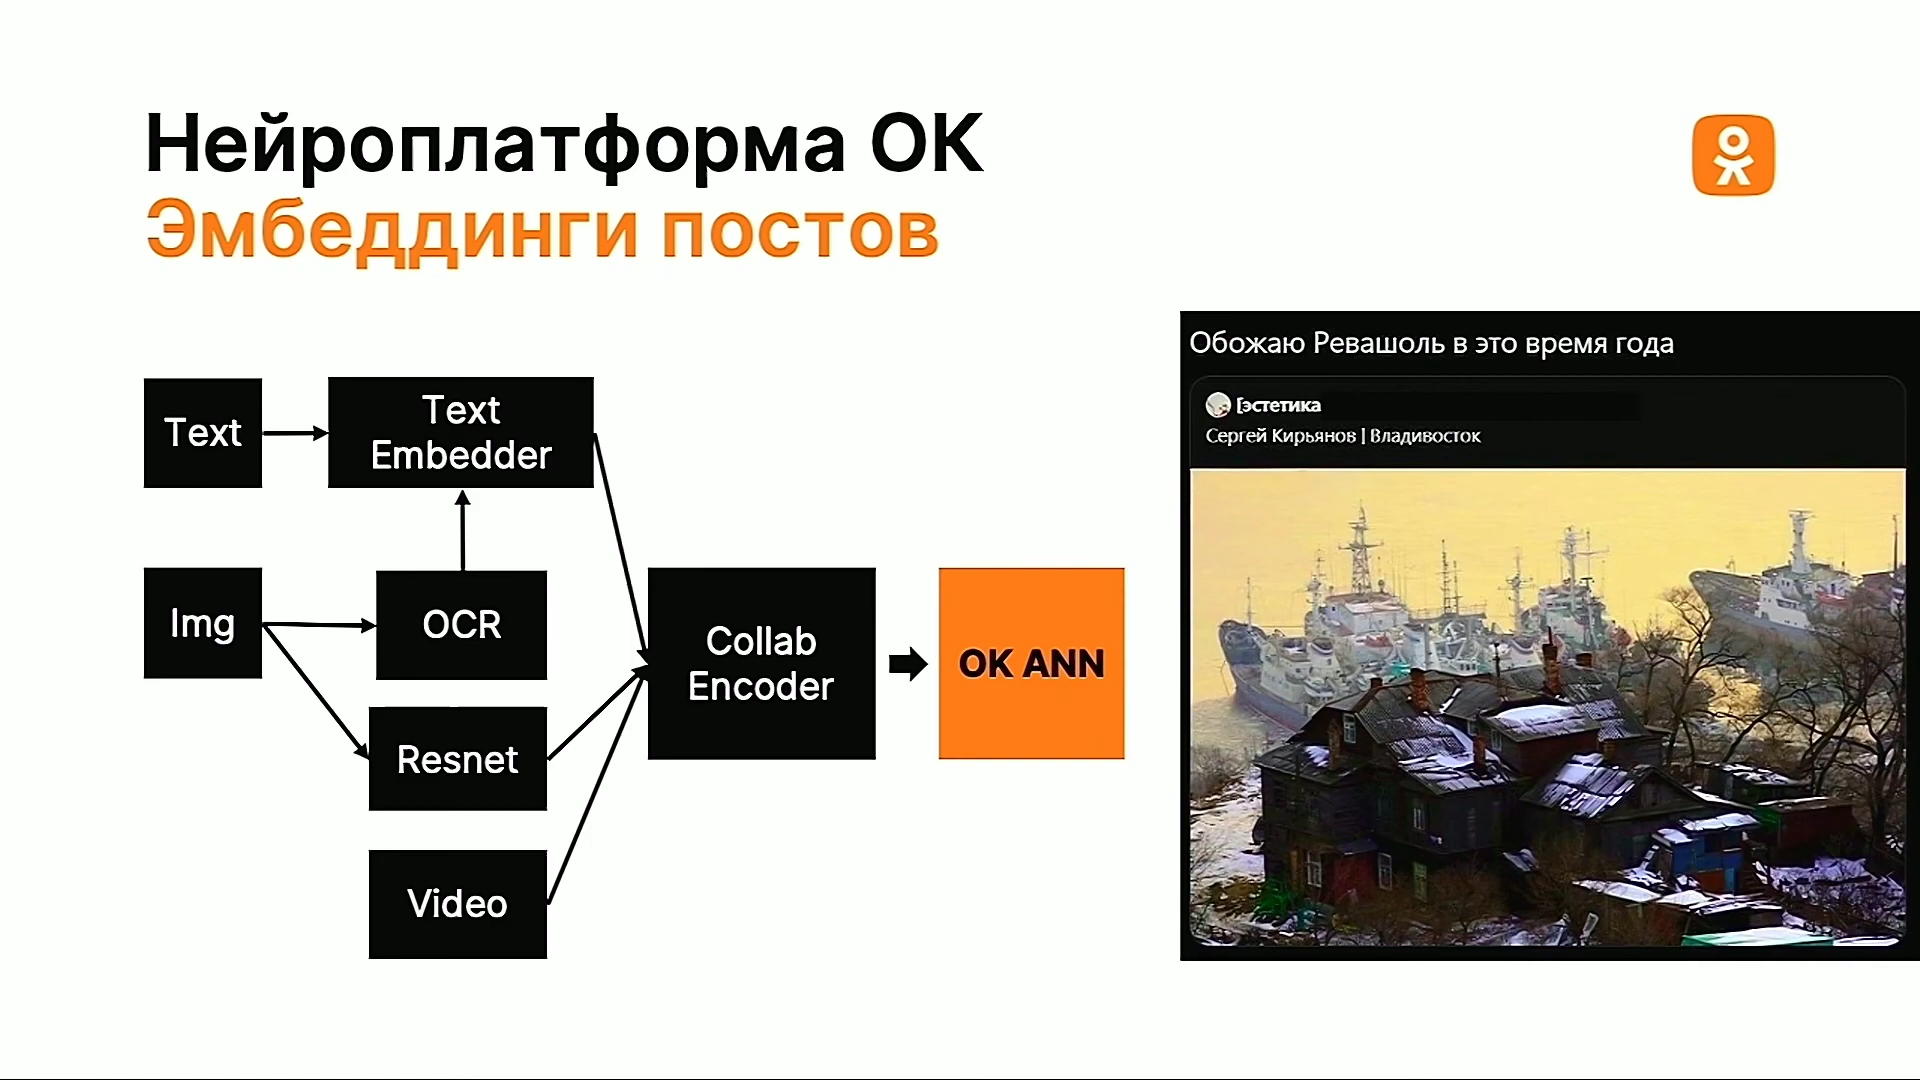 Нейроплатформа ОК
Эмбеддинги постов
Text
Text
Embedder
Img
OCR
Resnet
Video
Collab
Encoder
OK ANN
Обожаю Ревашоль в это время года
[эстетика
Сергей Кирьянов | Владивосток